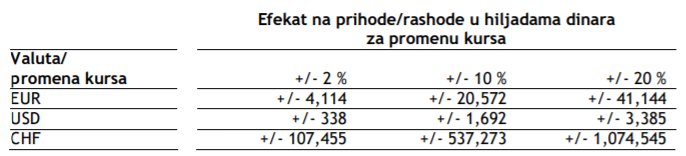 Efekat na prihode/rashode u hiljadama dinara
za promenu kursa
Valuta/
promena kursa +/- 2 % +/- 10 % +/- 20 %
EUR +/- 4,114 +/- 20,572 +/- 41,144
USD +/- 338 +/- 1,692 +/- 3,385
CHF +/- 107,455 +/- 537,273 +/- 1,074,545